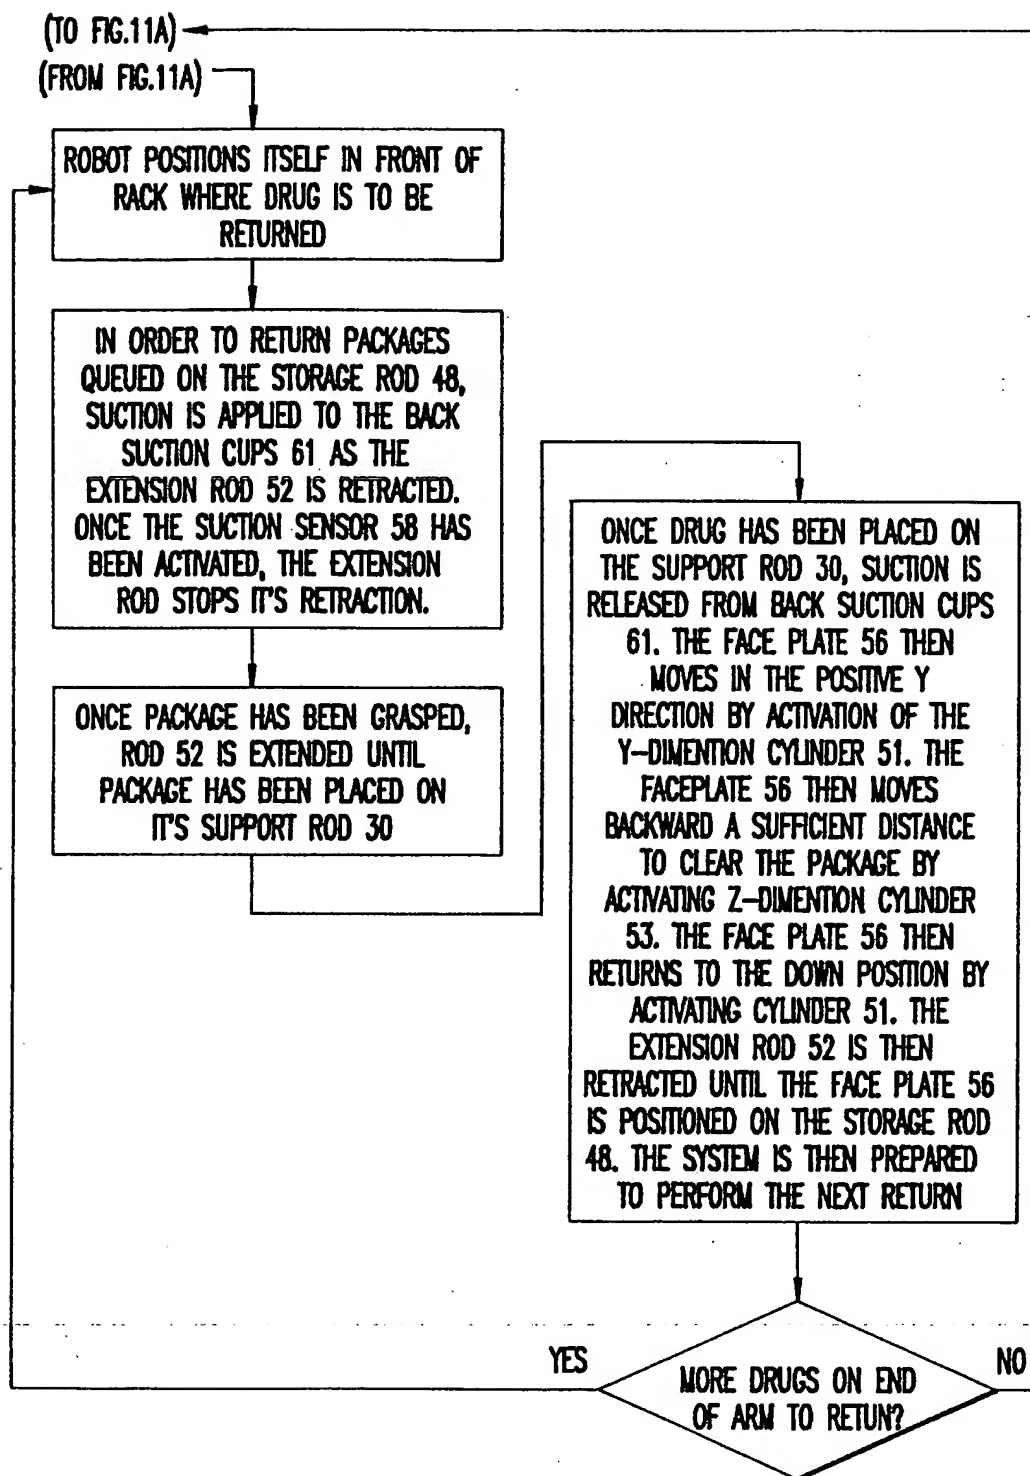 (TO FIG.11A)
(FROM FIG.11A)
ROBOT POSITIONS ITSELF IN FRONT OF
RACK WHERE DRUG IS TO BE
RETURNED
IN ORDER TO RETURN PACKAGES
QUEUED ON THE STORAGE ROD 48,
SUCTION IS APPLIED TO THE BACK
SUCTION CUPS 61 AS THE
EXTENSION ROD 52 IS RETRACTED.
ONCE THE SUCTION SENSOR 58 HAS
BEEN ACTIVATED, THE EXTENSION
ROD STOPS IT'S RETRACTION.
ONCE PACKAGE HAS BEEN GRASPED,
ROD 52 IS EXTENDED UNTIL
PACKAGE HAS BEEN PLACED ON
IT'S SUPPORT ROD 30
ONCE DRUG HAS BEEN PLACED ON
THE SUPPORT ROD 30, SUCTION IS
RELEASED FROM BACK SUCTION CUPS
61. THE FACE PLATE 56 THEN
MOVES IN THE POSITIVE Y
DIRECTION BY ACTIVATION OF THE
Y-DIMENTION CYLINDER 51. THE
FACEPLATE 56 THEN MOVES
BACKWARD A SUFFICIENT DISTANCE
TO CLEAR THE PACKAGE BY
ACTIVATING Z-DIMENTION CYLINDER
53. THE FACE PLATE 56 THEN
RETURNS TO THE DOWN POSITION BY
ACTIVATING CYLINDER 51. THE
EXTENSION ROD 52 IS THEN
RETRACTED UNTIL THE FACE PLATE 56
IS POSITIONED ON THE STORAGE ROD
48. THE SYSTEM IS THEN PREPARED
TO PERFORM THE NEXT RETURN
YES
NO
MORE DRUGS ON END
OF ARM TO RETUN?